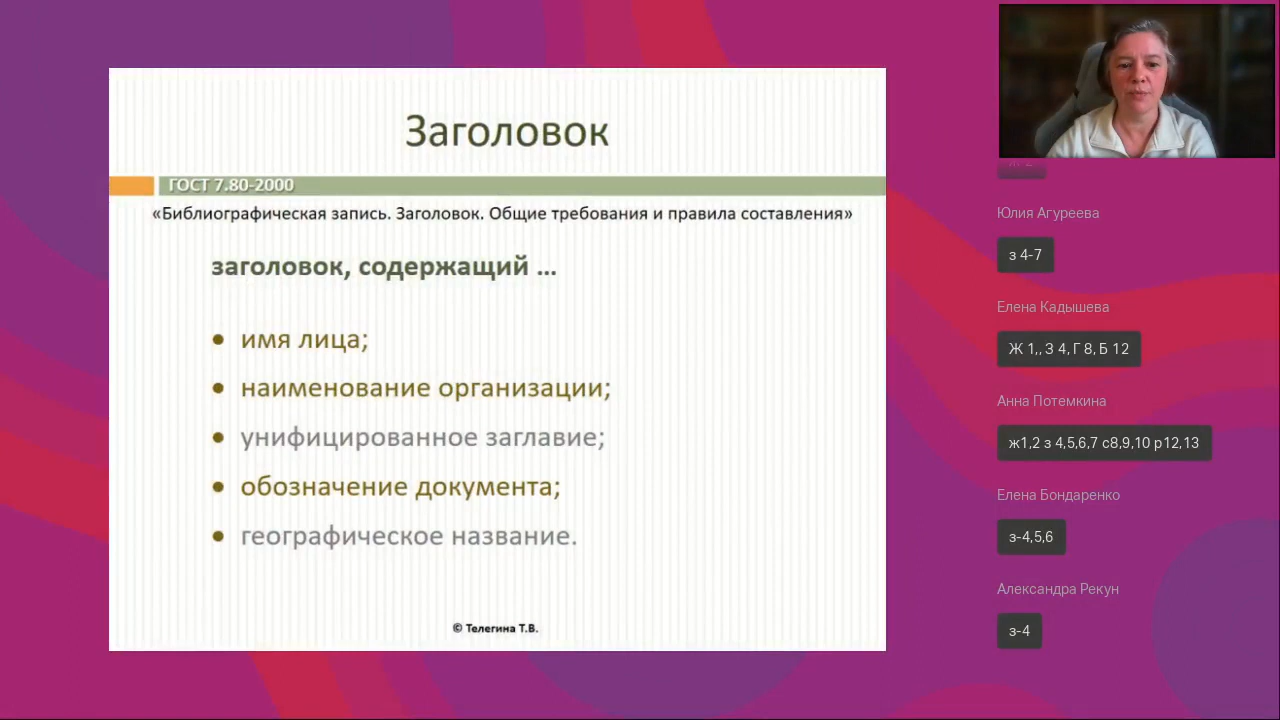 Заголовок
ГОСТ 7.80-2000
«Библиографическая запись. Заголовок. Общие требования и правила составления»
заголовок, содержащий ...
• имя лица;
• наименование организации;
• унифицированное заглавие;
• обозначение документа;
• географическое название.
© Телегина Т.В.
Юлия Агуреева
з 4-7
Елена Кадышева
Ж 1,, З 4, Г 8, Б 12
Анна Потемкина
ж1,2 з 4,5,6,7 с8,9,10 р12,13
Елена Бондаренко
з-4,5,6
Александра Рекун
з-4